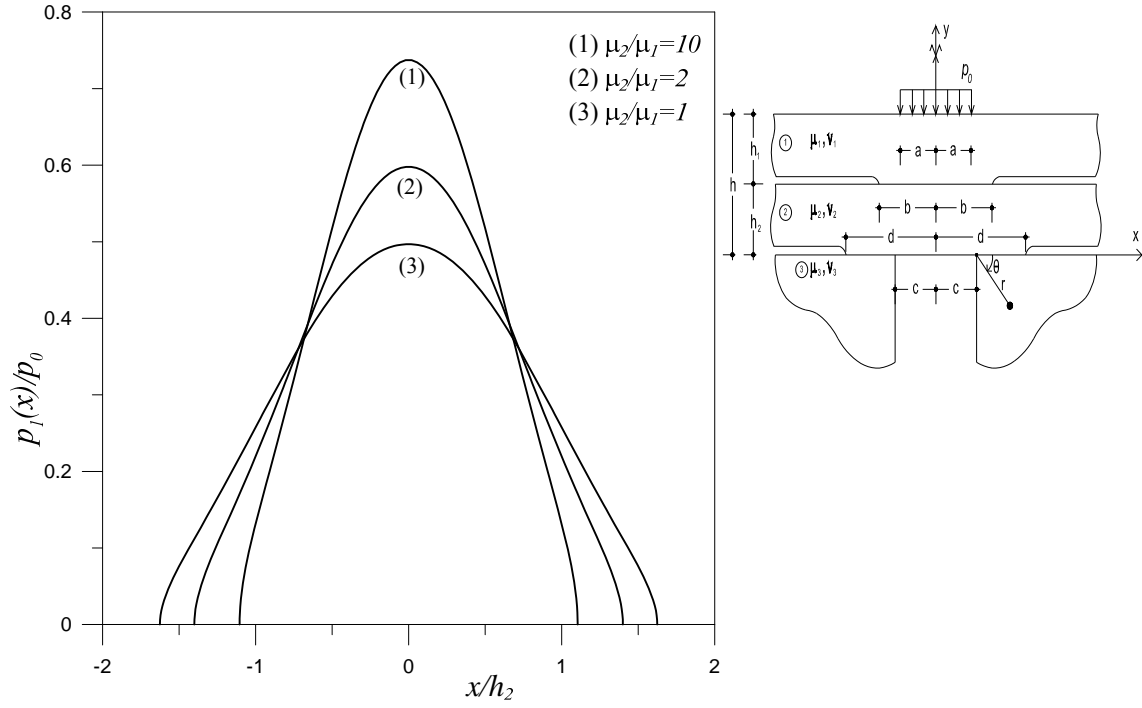 0.8
0.6
0.4
0.2
0
p₁(x)/p₀
(1) μ₂/μ₁=10
(2) μ₂/μ₁=2
(3) μ₂/μ₁=1
(1)
(2)
(3)
-2 -1 0 1 2
x/h₂
y
p₀
① μ₁,ν₁
a a
h₁
h
② μ₂,ν₂
b b
h₂
d d
x
③ μ₃,ν₃
θ
r
c c